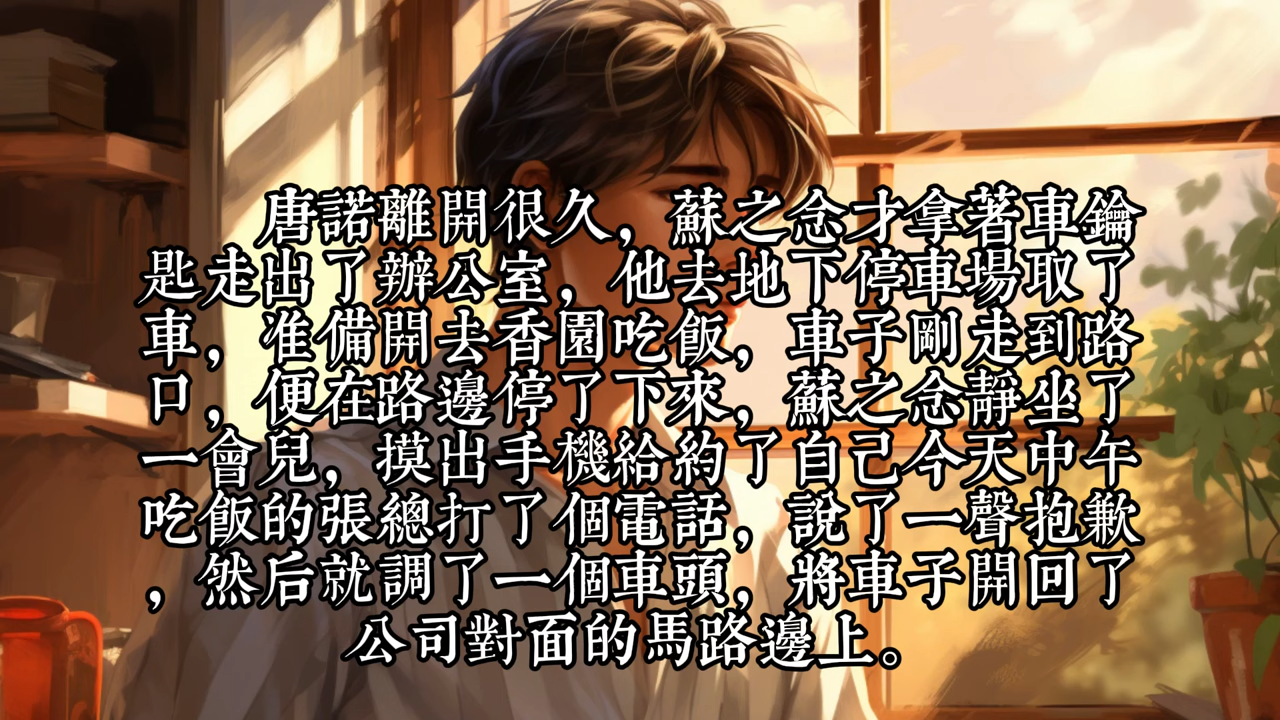 唐諾離開很久，蘇之念才拿著車鑰
匙走出了辦公室，他去地下停車場取了
車，准備開去香園吃飯，車子剛走到路
口，便在路邊停了下來，蘇之念靜坐了
一會兒，摸出手機給約了自己今天中午
吃飯的張總打了個電話，說了一聲抱歉
，然后就調了一個車頭，將車子開回了
公司對面的馬路邊上。